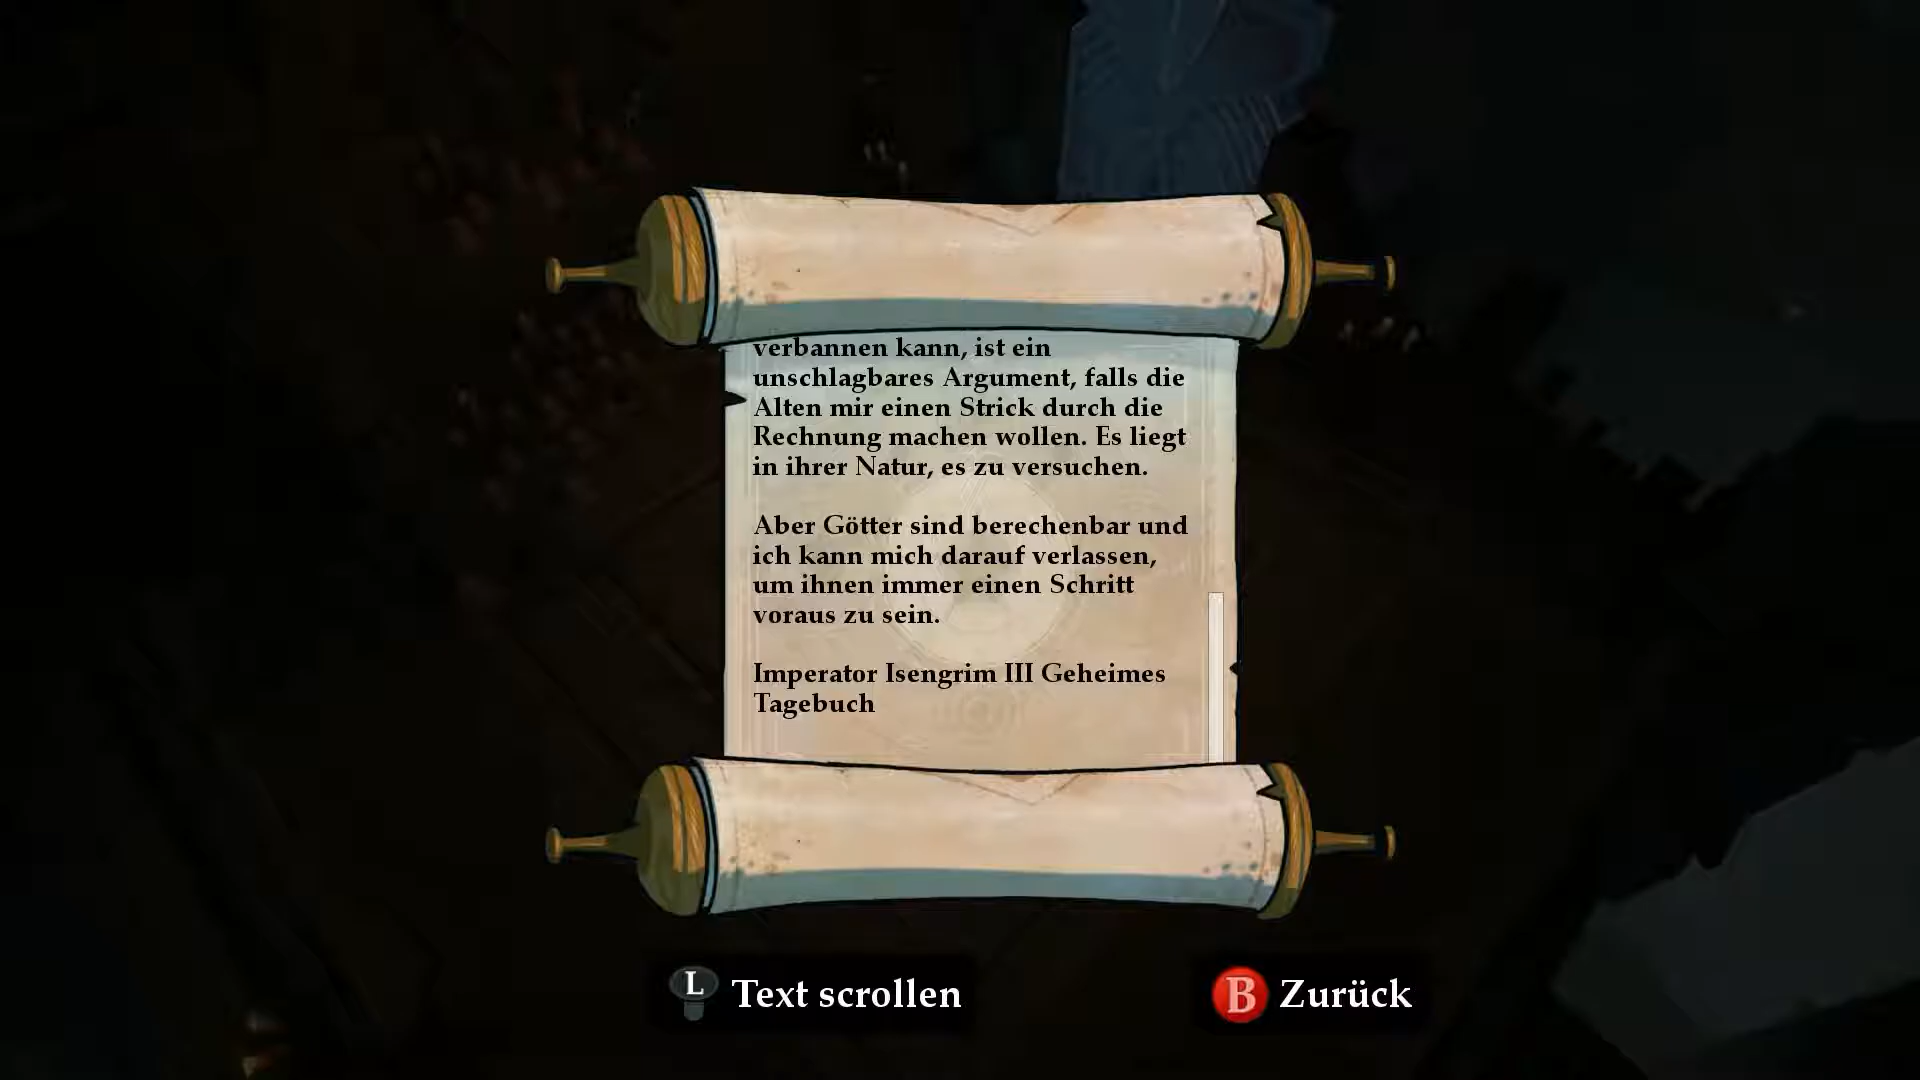 verbannen kann, ist ein
unschlagbares Argument, falls die
Alten mir einen Strick durch die
Rechnung machen wollen. Es liegt
in ihrer Natur, es zu versuchen.
Aber Götter sind berechenbar und
ich kann mich darauf verlassen,
um ihnen immer einen Schritt
voraus zu sein.
Imperator Isengrim III Geheimes
Tagebuch
L Text scrollen
B Zurück